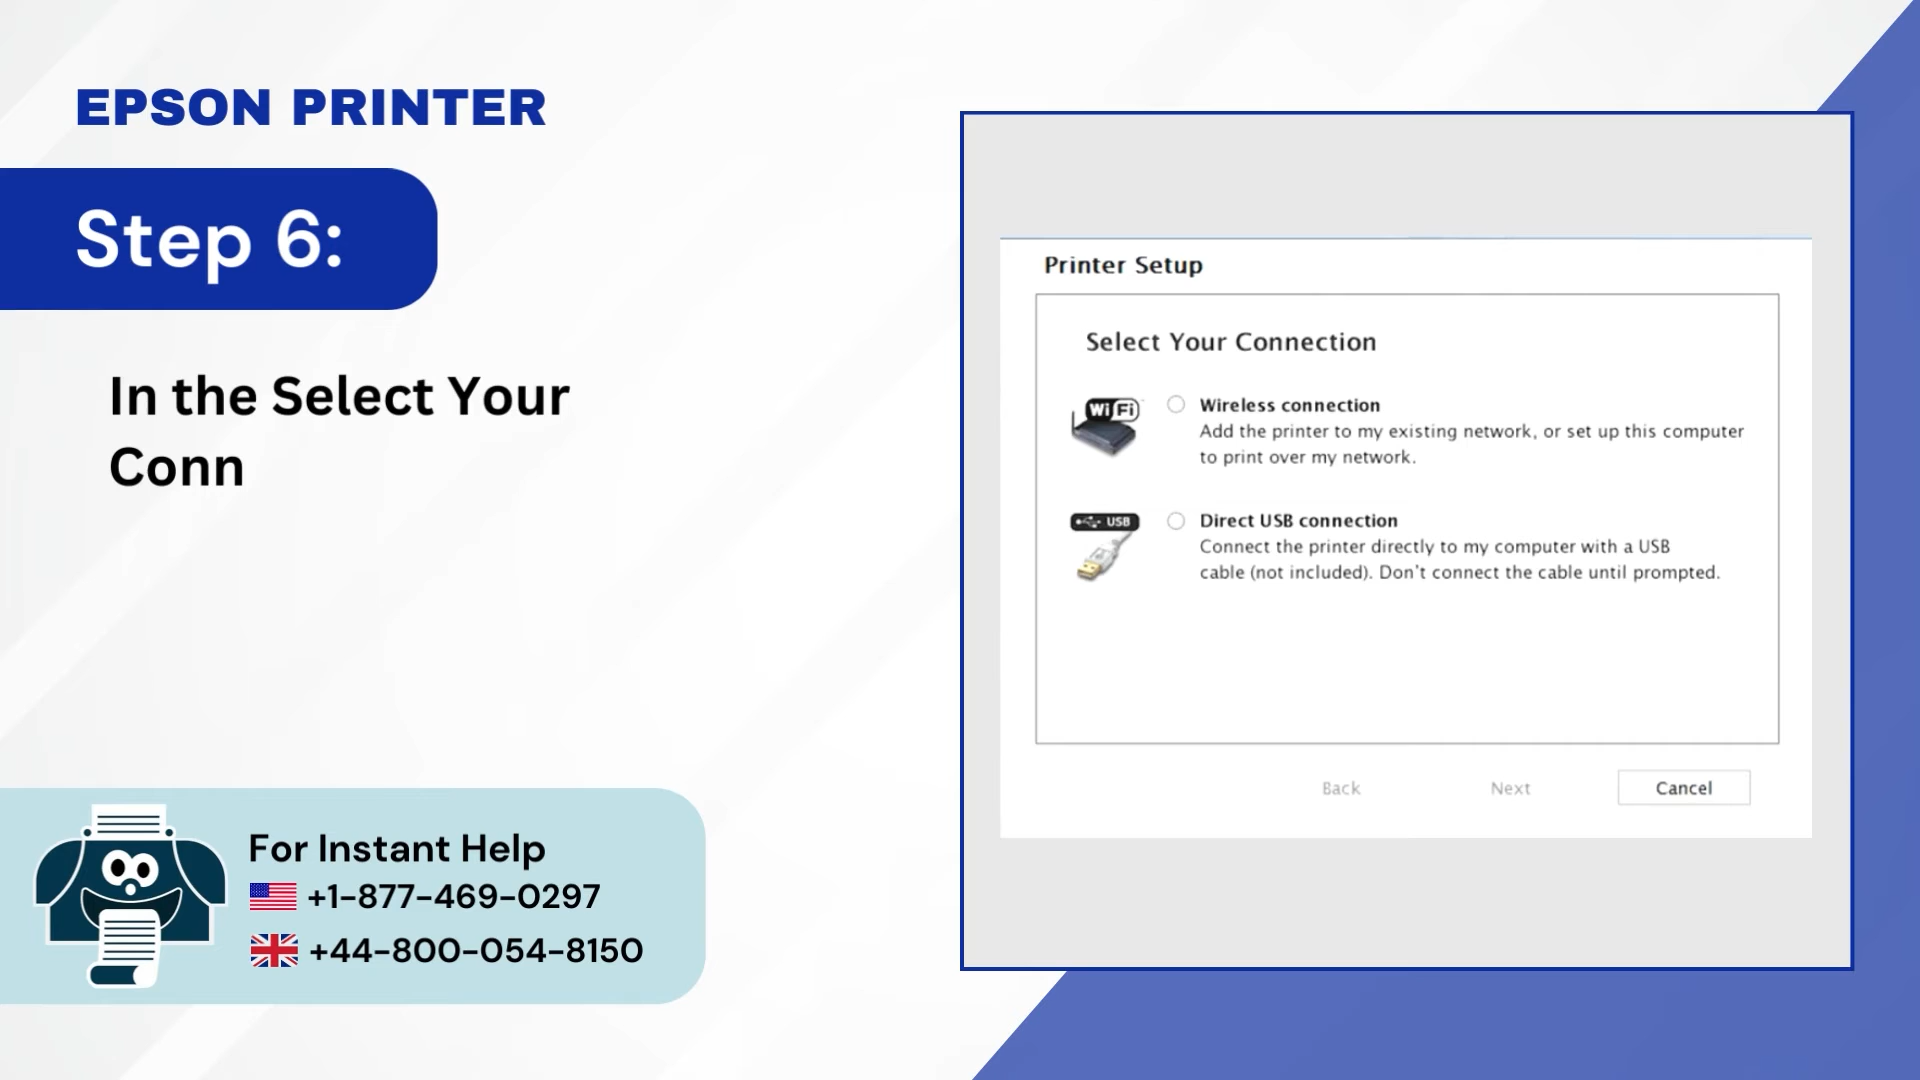 EPSON PRINTER
Step 6:
In the Select Your
Conn
For Instant Help
+1-877-469-0297
+44-800-054-8150
Printer Setup
Select Your Connection
WiFi
Wireless connection
Add the printer to my existing network, or set up this computer
to print over my network.
USB
Direct USB connection
Connect the printer directly to my computer with a USB
cable (not included). Don't connect the cable until prompted.
Back Next Cancel